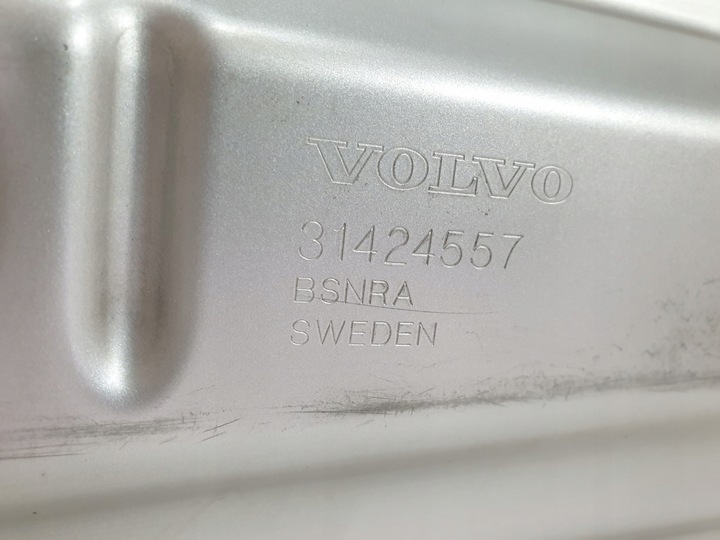 VOLVO
31424557
BSNRA
SWEDEN